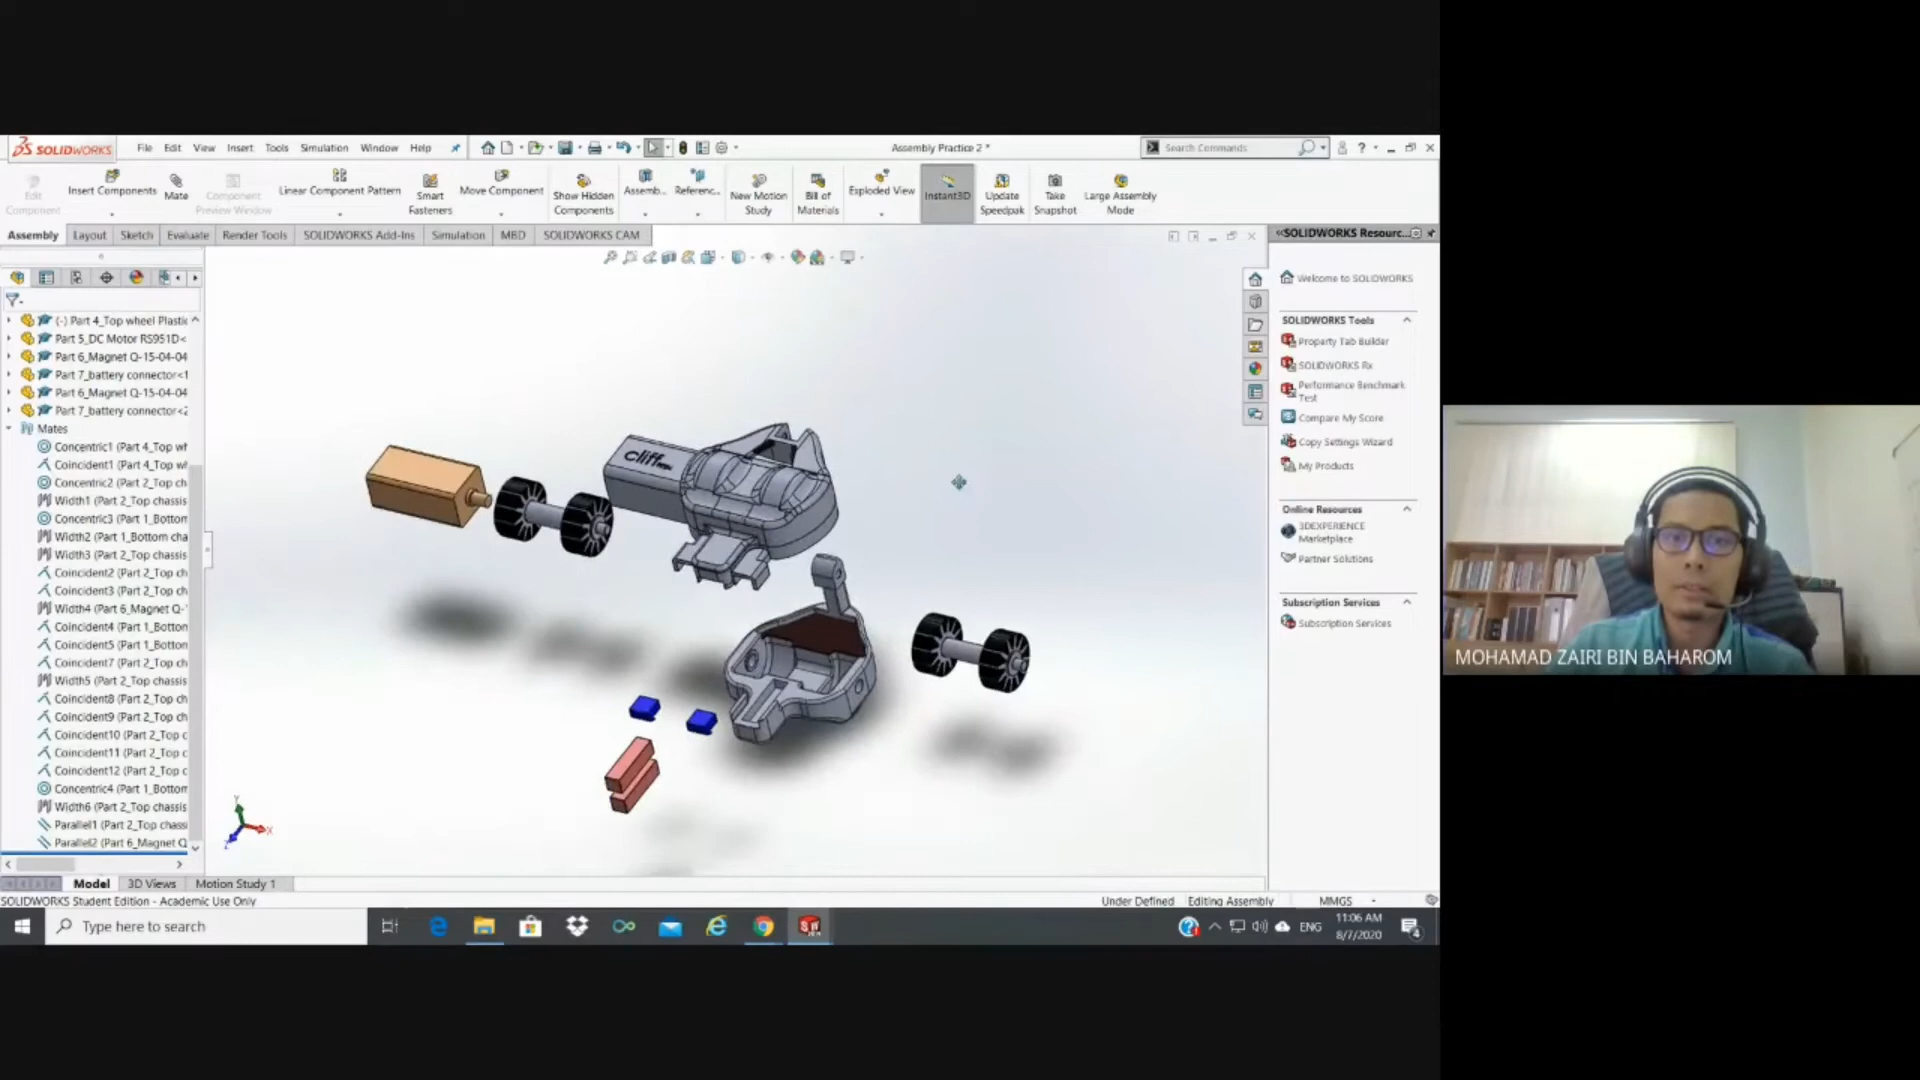 SOLIDWORKS File Edit View Insert Tools Simulation Window Help Assembly Practice 2 * Search Commands
Edit Component
Insert Components
Mate
Component Preview Window
Linear Component Pattern
Smart Fasteners
Move Component
Show Hidden Components
Assemb...
Referenc...
New Motion Study
Bill of Materials
Exploded View
Instant3D
Update Speedpak
Take Snapshot
Large Assembly Mode
Assembly Layout Sketch Evaluate Render Tools SOLIDWORKS Add-Ins Simulation MBD SOLIDWORKS CAM
(-) Part 4_Top wheel Plastic
Part 5_DC Motor RS951D<
Part 6_Magnet Q-15-04-04
Part 7_battery connector<1
Part 6_Magnet Q-15-04-04
Part 7_battery connector<2
Mates
Concentric1 (Part 4_Top wh
Coincident1 (Part 4_Top wl
Concentric2 (Part 2_Top ch
Width1 (Part 2_Top chassis
Concentric3 (Part 1_Bottom
Width2 (Part 1_Bottom cha
Width3 (Part 2_Top chassis
Coincident2 (Part 2_Top ch
Coincident3 (Part 2_Top ch
Width4 (Part 6_Magnet Q-
Coincident4 (Part 1_Bottom
Coincident5 (Part 1_Bottom
Coincident7 (Part 2_Top ch
Width5 (Part 2_Top chassis
Coincident8 (Part 2_Top ch
Coincident9 (Part 2_Top ch
Coincident10 (Part 2_Top c
Coincident11 (Part 2_Top c
Coincident12 (Part 2_Top c
Concentric4 (Part 1_Bottom
Width6 (Part 2_Top chassis
Parallel1 (Part 2_Top chassi
Parallel2 (Part 6_Magnet Q
cliff
SOLIDWORKS Resourc...
Welcome to SOLIDWORKS
SOLIDWORKS Tools
Property Tab Builder
SOLIDWORKS Rx
Performance Benchmark
Test
Compare My Score
Copy Settings Wizard
My Products
Online Resources
3DEXPERIENCE
Marketplace
Partner Solutions
Subscription Services
Subscription Services
MOHAMAD ZAIRI BIN BAHAROM
Model 3D Views Motion Study 1
SOLIDWORKS Student Edition - Academic Use Only Under Defined Editing Assembly MMGS
Type here to search
ENG
11:06 AM
8/7/2020
4